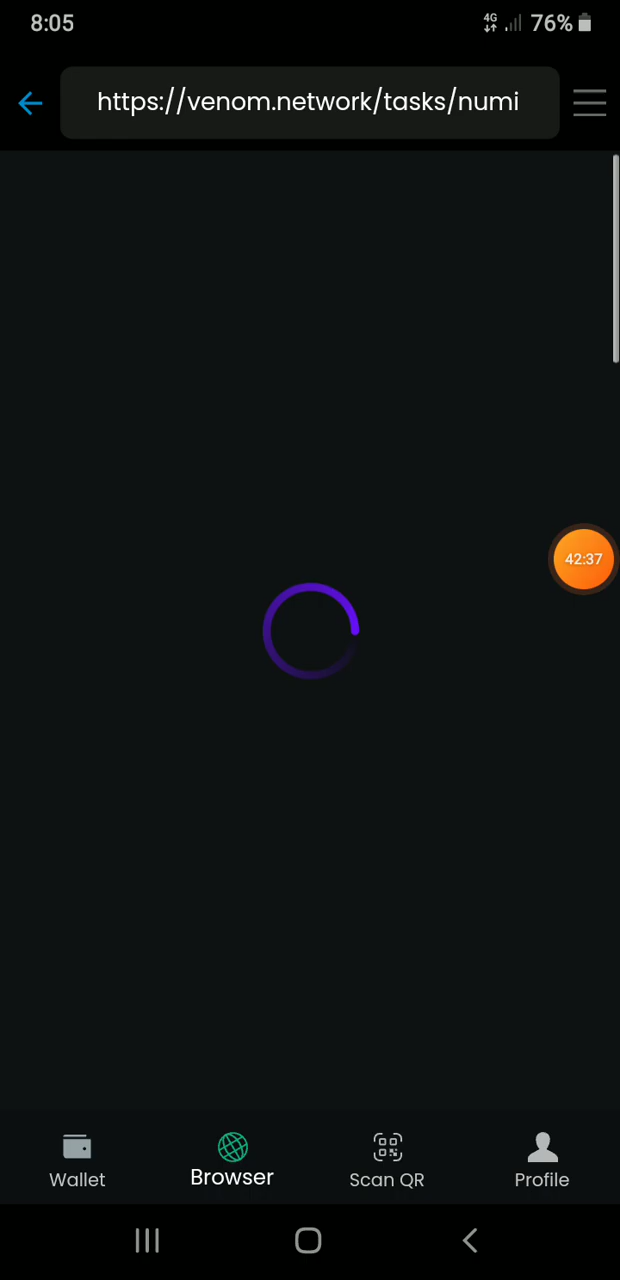 8:05
4G
76%
https://venom.network/tasks/numi
42:37
Wallet
Browser
Scan QR
Profile